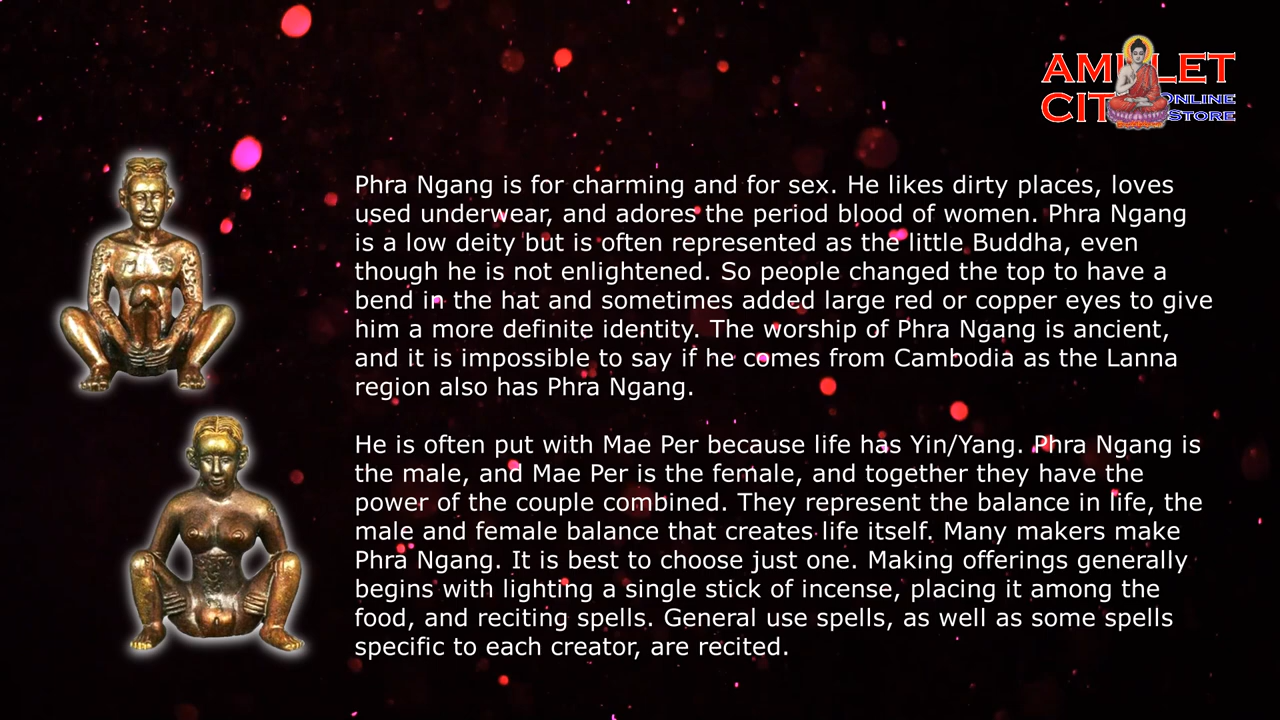 AMULET
CITY ONLINE
STORE
Phra Ngang is for charming and for sex. He likes dirty places, loves
used underwear, and adores the period blood of women. Phra Ngang
is a low deity but is often represented as the little Buddha, even
though he is not enlightened. So people changed the top to have a
bend in the hat and sometimes added large red or copper eyes to give
him a more definite identity. The worship of Phra Ngang is ancient,
and it is impossible to say if he comes from Cambodia as the Lanna
region also has Phra Ngang.
He is often put with Mae Per because life has Yin/Yang. Phra Ngang is
the male, and Mae Per is the female, and together they have the
power of the couple combined. They represent the balance in life, the
male and female balance that creates life itself. Many makers make
Phra Ngang. It is best to choose just one. Making offerings generally
begins with lighting a single stick of incense, placing it among the
food, and reciting spells. General use spells, as well as some spells
specific to each creator, are recited.